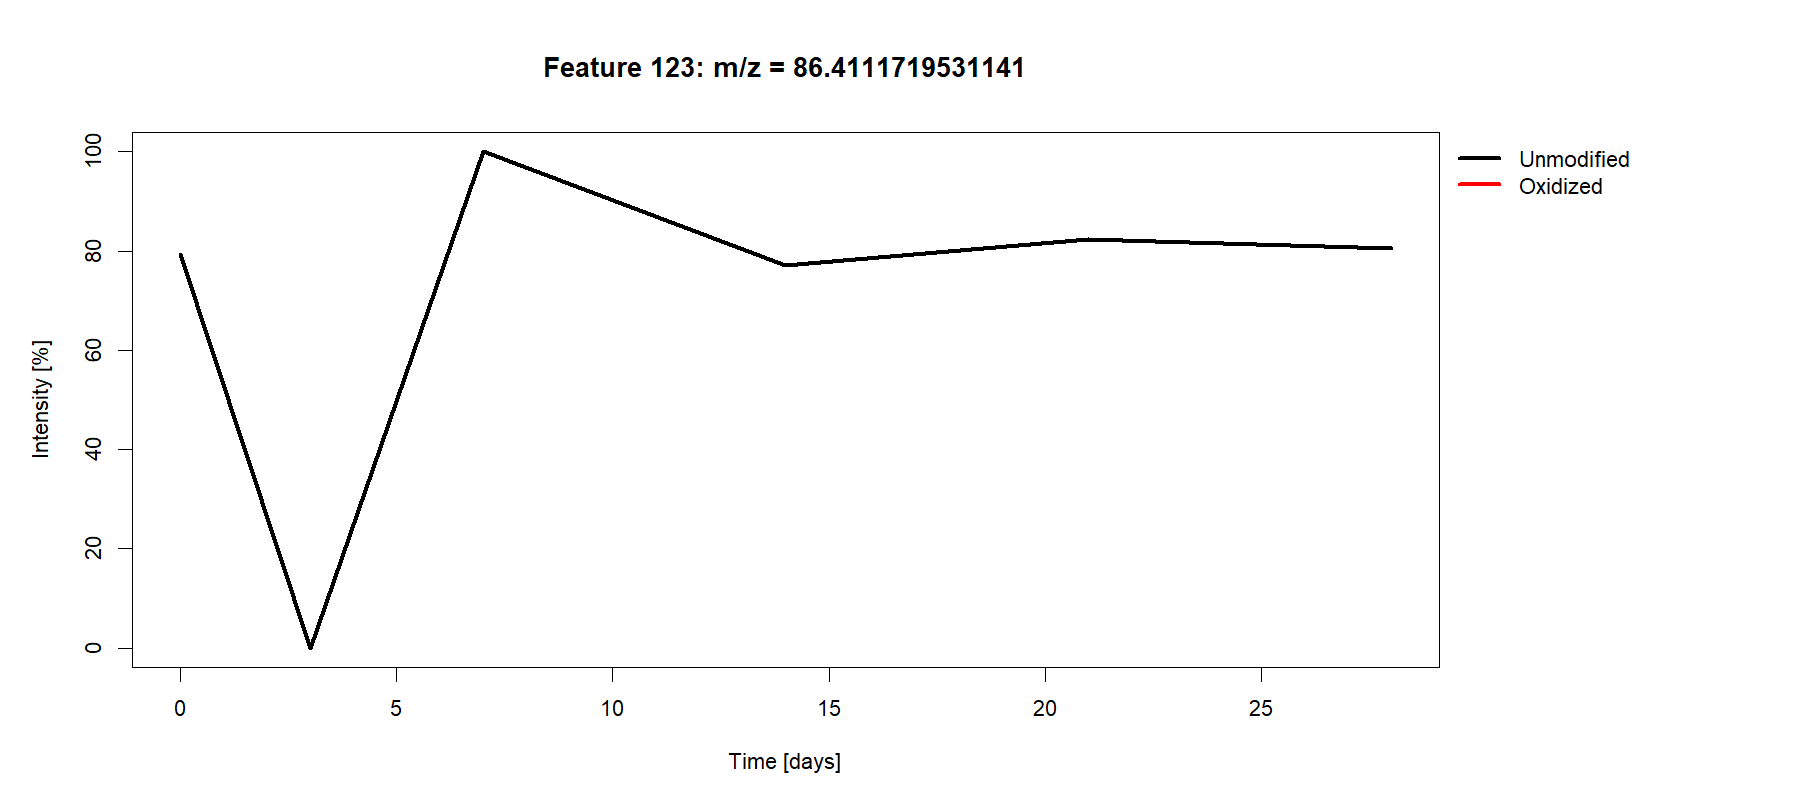 Feature 123: m/z = 86.4111719531141
Unmodified
Oxidized
Intensity [%]
100
80
60
40
20
0
0 5 10 15 20 25
Time [days]